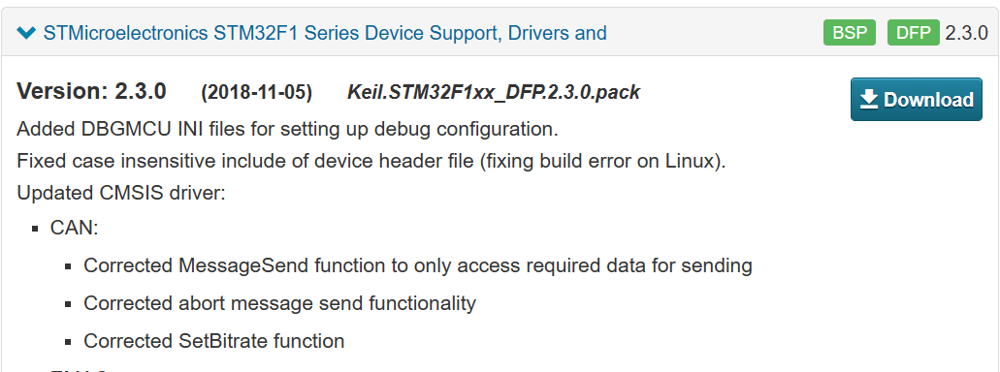 STMicroelectronics STM32F1 Series Device Support, Drivers and BSP DFP 2.3.0
Version: 2.3.0 (2018-11-05) Keil.STM32F1xx_DFP.2.3.0.pack Download
Added DBGMCU INI files for setting up debug configuration.
Fixed case insensitive include of device header file (fixing build error on Linux).
Updated CMSIS driver:
▪ CAN:
▪ Corrected MessageSend function to only access required data for sending
▪ Corrected abort message send functionality
▪ Corrected SetBitrate function